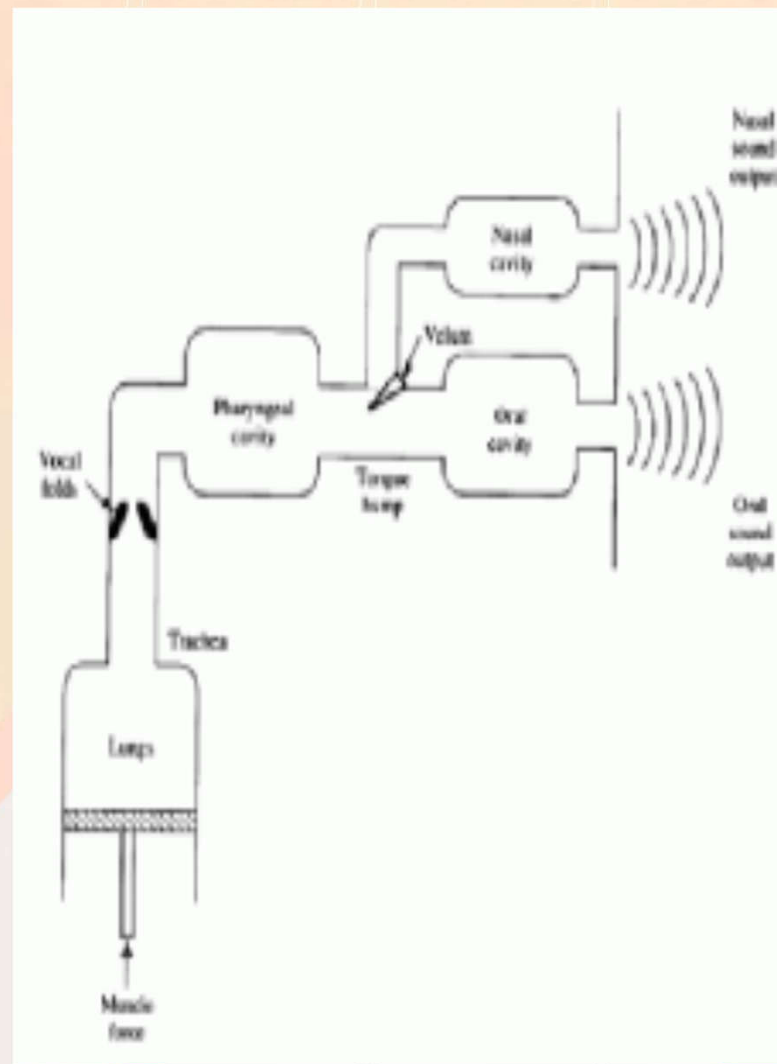 Nasal
sound
output
Nasal
cavity
Velum
Pharyngeal
cavity
Oral
cavity
Vocal
folds
hump
Oral
sound
output
Trachea
Lungs
Muscle
force